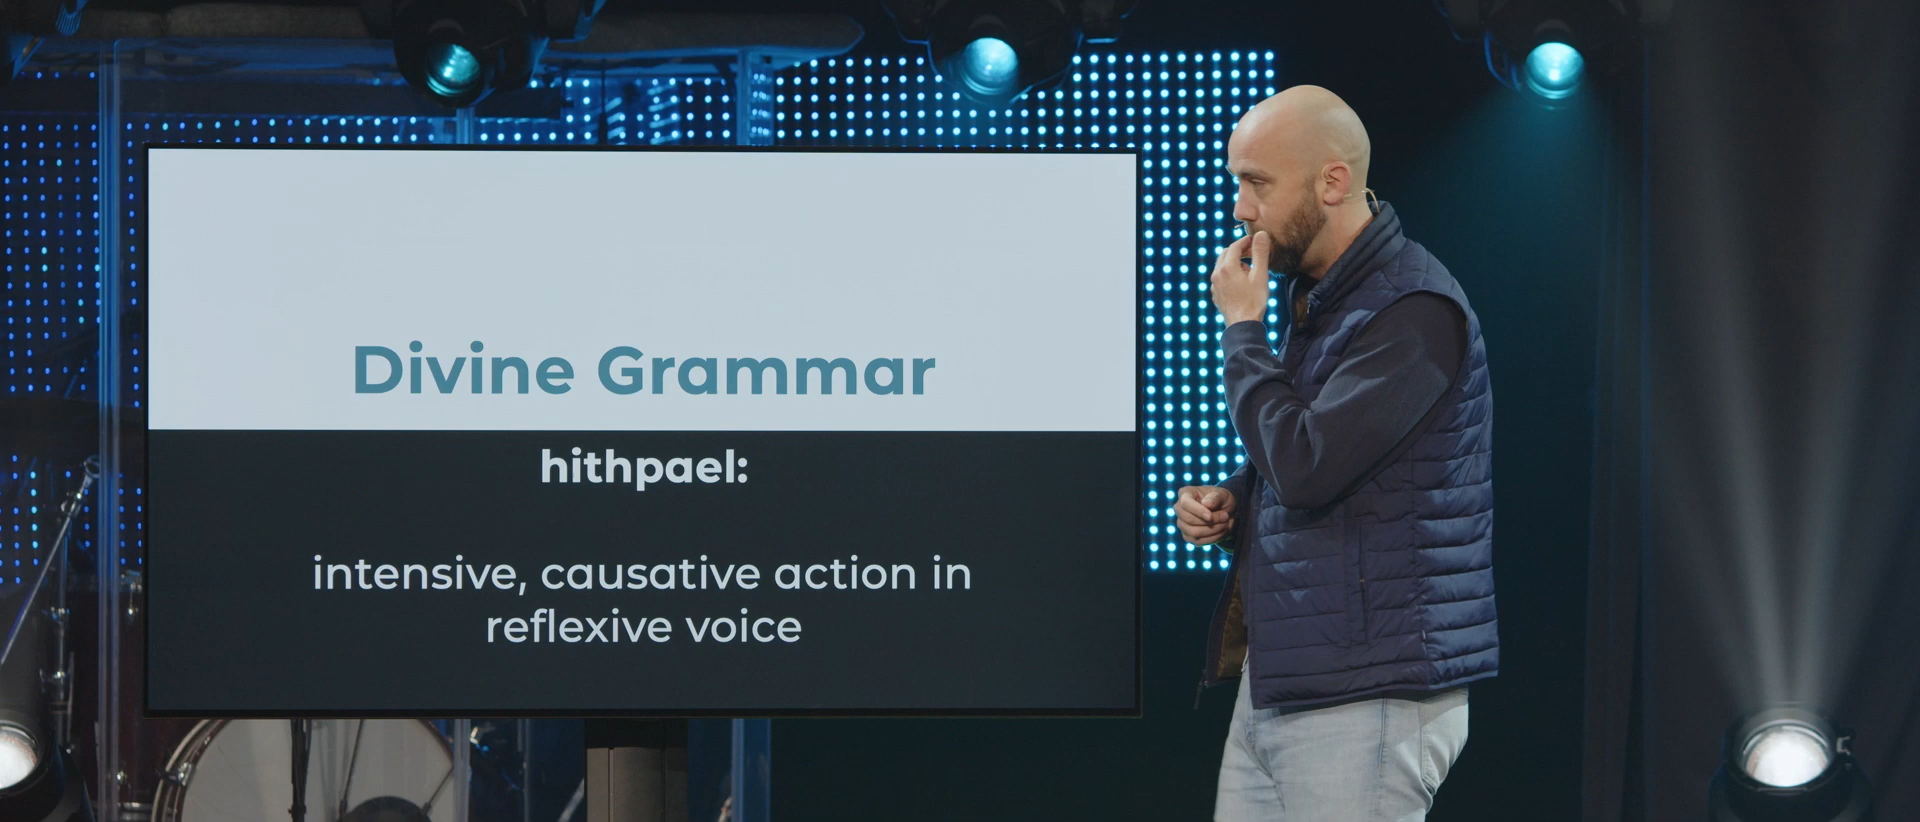 Divine Grammar
hithpael:
intensive, causative action in
reflexive voice